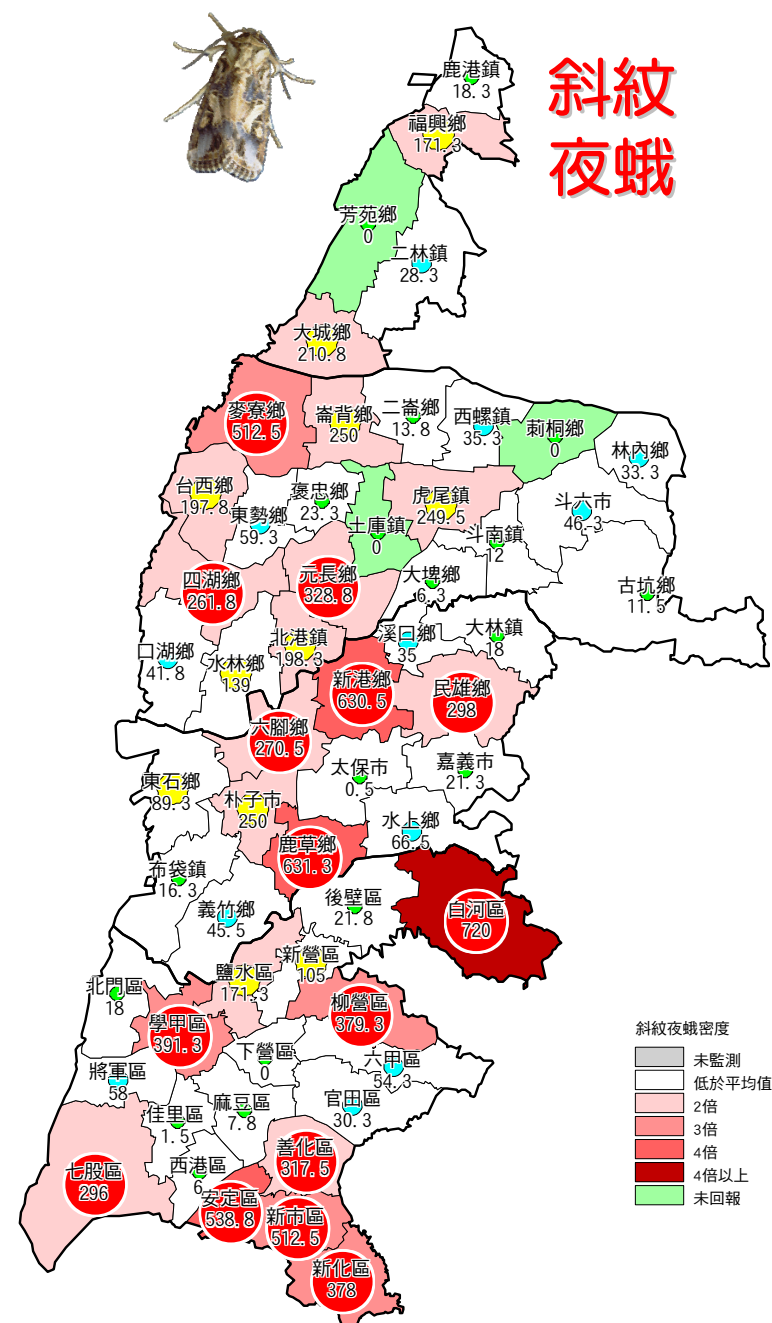 斜紋
夜蛾
鹿港鎮
18.3
福興鄉
171.3
芳苑鄉
0
二林鎮
28.3
大城鄉
210.8
麥寮鄉
512.5
崙背鄉
250
二崙鄉
13.8
西螺鎮
35.3
莿桐鄉
0
林內鄉
33.3
台西鄉
197.8
東勢鄉
59.3
褒忠鄉
23.3
土庫鎮
0
虎尾鎮
249.5
斗南鎮
12
斗六市
46.3
古坑鄉
11.5
四湖鄉
261.8
元長鄉
328.8
大埤鄉
6.3
口湖鄉
41.8
水林鄉
139
北港鎮
198.3
溪口鄉
35
大林鎮
18
新港鄉
630.5
民雄鄉
298
六腳鄉
270.5
太保市
0.5
嘉義市
21.3
東石鄉
89.3
朴子市
250
鹿草鄉
631.3
水上鄉
66.5
布袋鎮
16.3
義竹鄉
45.5
後壁區
21.8
白河區
720
北門區
18
鹽水區
171.3
新營區
105
學甲區
391.3
柳營區
379.3
下營區
0
六甲區
54.3
將軍區
58
佳里區
1.5
麻豆區
7.8
官田區
30.3
七股區
296
西港區
6
善化區
317.5
安定區
538.8
新市區
512.5
新化區
378
斜紋夜蛾密度
未監測
低於平均值
2倍
3倍
4倍
4倍以上
未回報